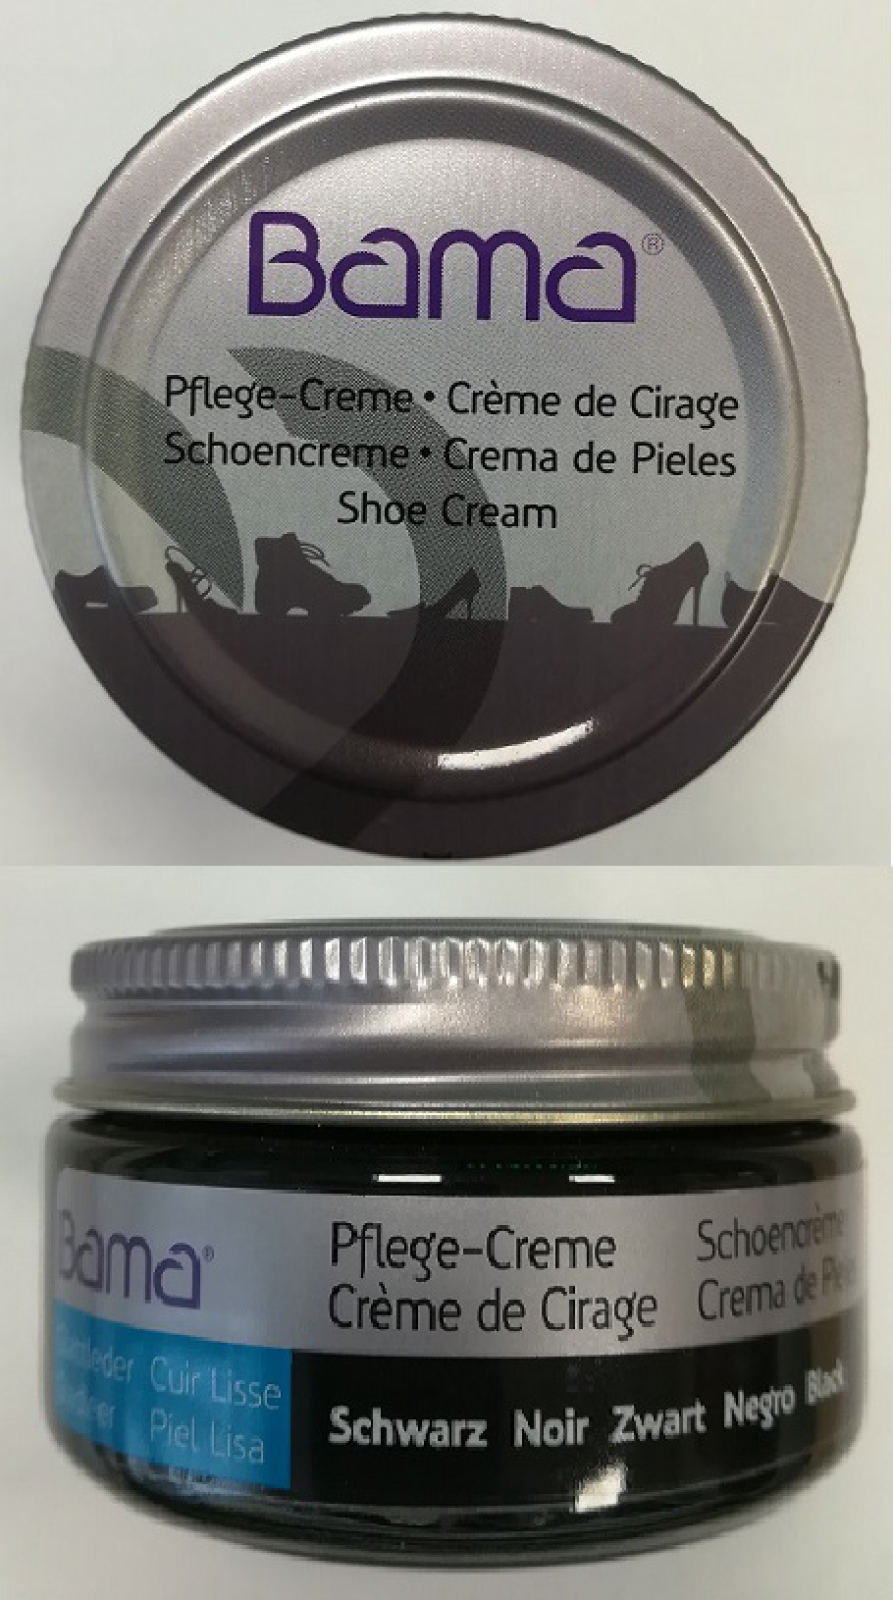 Bama®
Pflege-Creme • Crème de Cirage
Schoencreme • Crema de Pieles
Shoe Cream
Bama®
Pflege-Creme
Crème de Cirage
Schoencrème
Crema de
Cuir Lisse
Piel Lisa
Schwarz Noir Zwart Negro Black